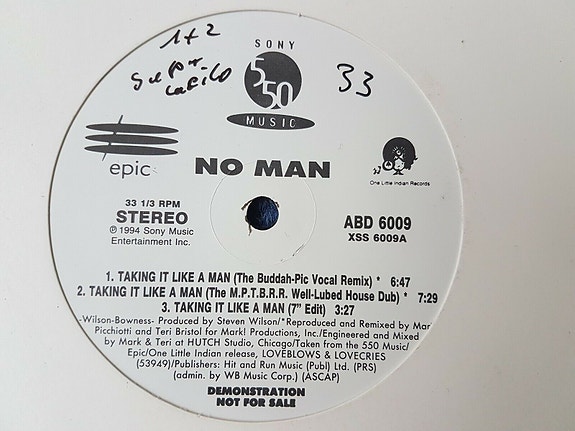 1+2
Super
33
SONY
550
MUSIC
epic
NO MAN
One Little Indian Records
33 1/3 RPM
STEREO
℗ 1994 Sony Music
Entertainment Inc.
ABD 6009
XSS 6009A
1. TAKING IT LIKE A MAN (The Buddah-Pic Vocal Remix) * 6:47
2. TAKING IT LIKE A MAN (The M.P.T.B.R.R. Well-Lubed House Dub) * 7:29
3. TAKING IT LIKE A MAN (7" Edit) 3:27
-Wilson-Bowness- Produced by Steven Wilson/*Reproduced and Remixed by Mark
Picchiotti and Teri Bristol for Mark! Productions, Inc./Engineered and Mixed
by Mark & Teri at HUTCH Studio, Chicago/Taken from the 550 Music/
Epic/One Little Indian release, LOVEBLOWS & LOVECRIES
(53949)/Publishers: Hit and Run Music (Publ) Ltd. (PRS)
(admin. by WB Music Corp.) (ASCAP)
DEMONSTRATION
NOT FOR SALE